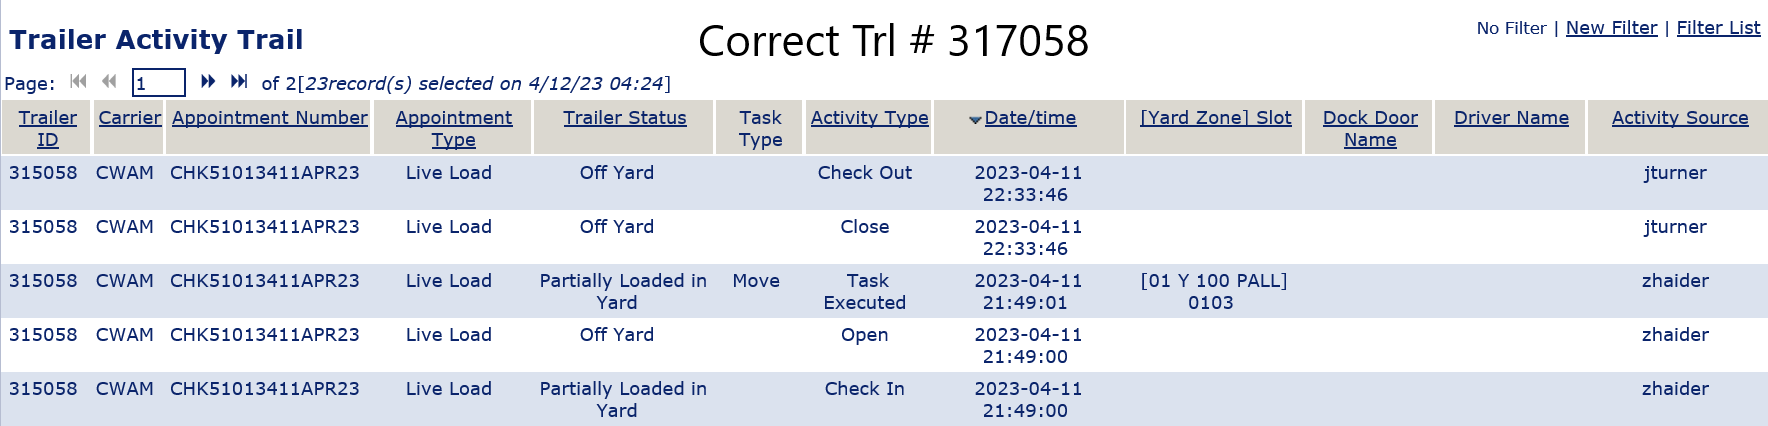 Trailer Activity Trail
Correct Trl # 317058
No Filter | New Filter | Filter List
Page: 1 of 2[23record(s) selected on 4/12/23 04:24]
Trailer ID Carrier Appointment Number Appointment Type Trailer Status Task Type Activity Type Date/time [Yard Zone] Slot Dock Door Name Driver Name Activity Source
315058 CWAM CHK51013411APR23 Live Load Off Yard Check Out 2023-04-11 22:33:46 jturner
315058 CWAM CHK51013411APR23 Live Load Off Yard Close 2023-04-11 22:33:46 jturner
315058 CWAM CHK51013411APR23 Live Load Partially Loaded in Yard Move Task Executed 2023-04-11 21:49:01 [01 Y 100 PALL] 0103 zhaider
315058 CWAM CHK51013411APR23 Live Load Off Yard Open 2023-04-11 21:49:00 zhaider
315058 CWAM CHK51013411APR23 Live Load Partially Loaded in Yard Check In 2023-04-11 21:49:00 zhaider